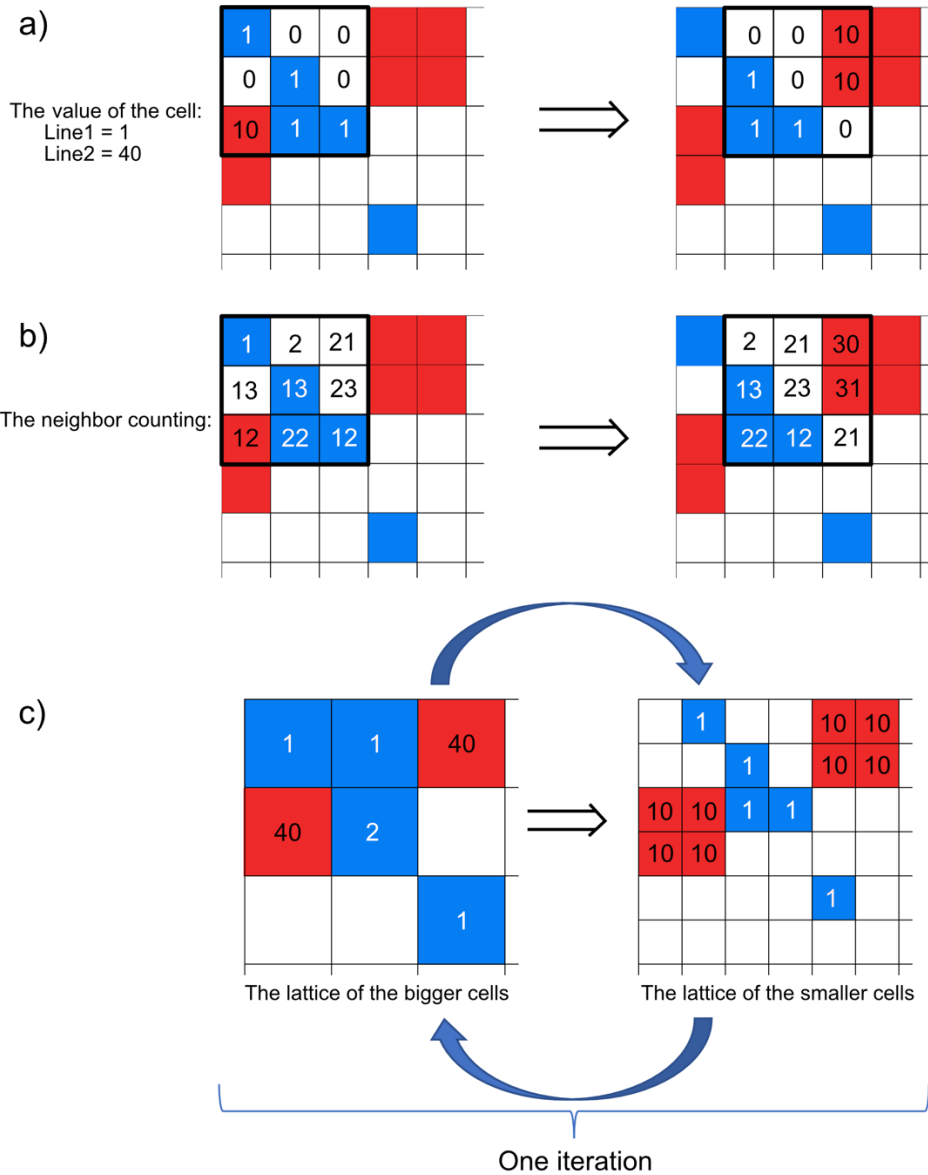 a)
1 0 0
0 1 0
10 1 1
The value of the cell:
Line1 = 1
Line2 = 40
0 0 10
1 0 10
1 1 0
b)
1 2 21
13 13 23
12 22 12
The neighbor counting:
2 21 30
13 23 31
22 12 21
c)
1 1 40
40 2
1
The lattice of the bigger cells
1 10 10
1 10 10
10 10 1 1
10 10
1
The lattice of the smaller cells
One iteration